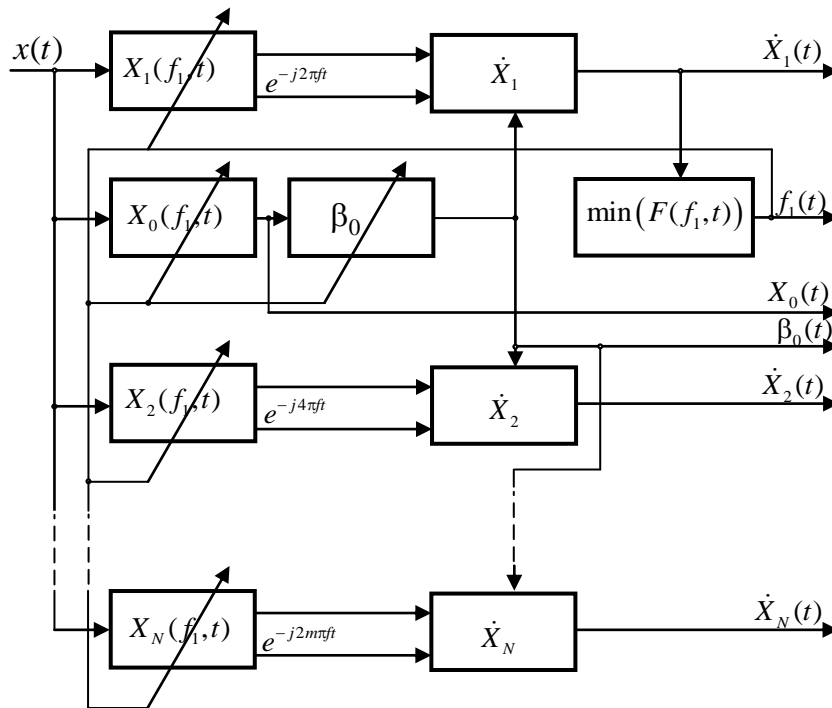 x(t)
X₁(f₁,t)
e^{-j2πft}
Ẋ₁
Ẋ₁(t)
X₀(f₁,t)
β₀
min(F(f₁,t))
f₁(t)
X₀(t)
β₀(t)
X₂(f₁,t)
e^{-j4πft}
Ẋ₂
Ẋ₂(t)
X_N(f₁,t)
e^{-j2mπft}
Ẋ_N
Ẋ_N(t)